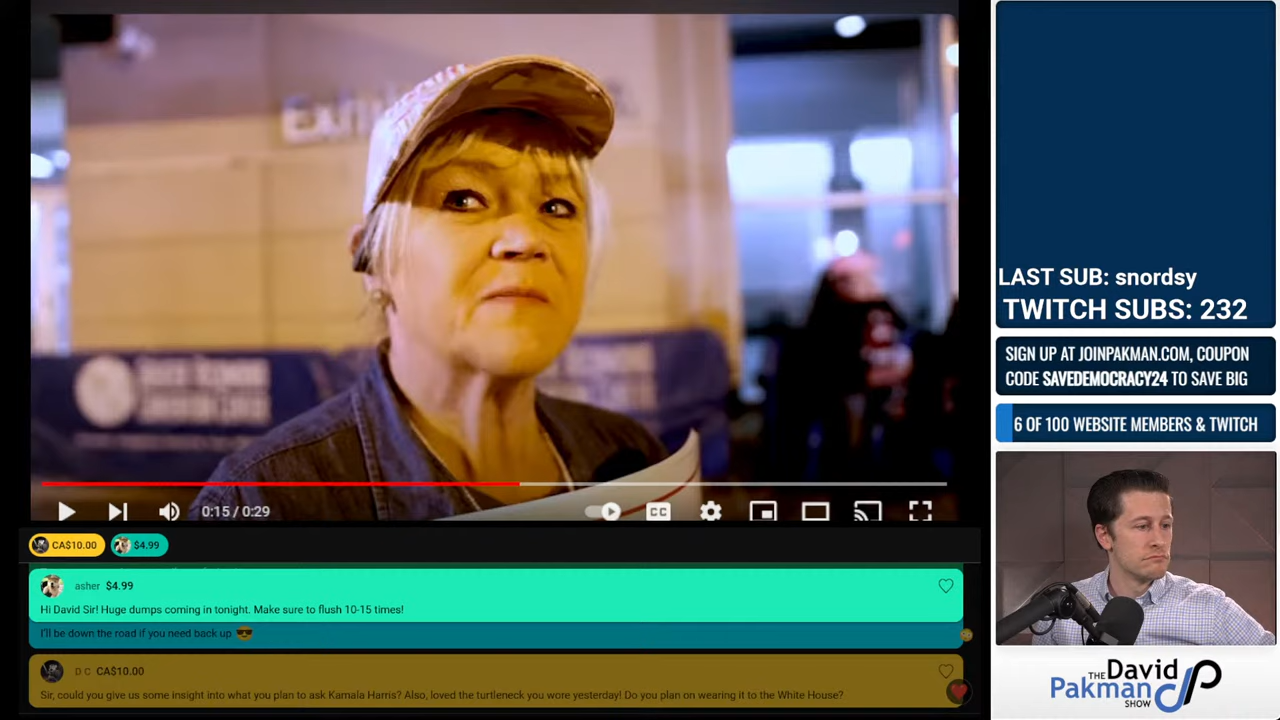 0:15 / 0:29
CC
CA$10.00
$4.99
asher $4.99
Hi David Sir! Huge dumps coming in tonight. Make sure to flush 10-15 times!
I'll be down the road if you need back up 😎
D C CA$10.00
Sir, could you give us some insight into what you plan to ask Kamala Harris? Also, loved the turtleneck you wore yesterday! Do you plan on wearing it to the White House?
LAST SUB: snordsy
TWITCH SUBS: 232
SIGN UP AT JOINPAKMAN.COM, COUPON
CODE SAVEDEMOCRACY24 TO SAVE BIG
6 OF 100 WEBSITE MEMBERS & TWITCH
THE David
Pakman
SHOW